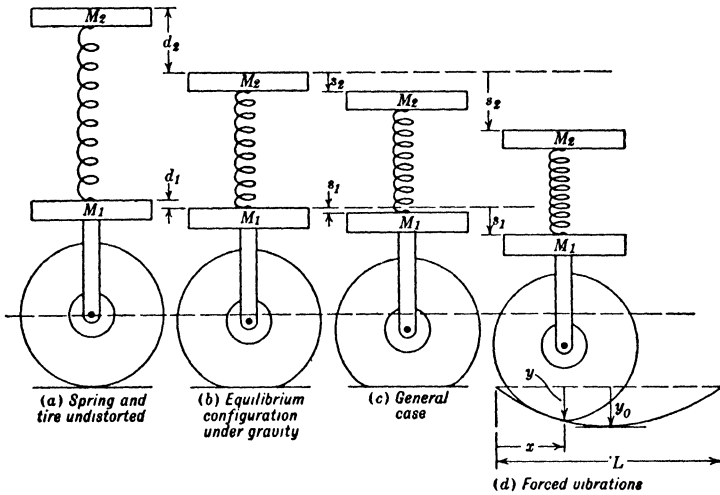 M₂
d₂
M₂
s₂
M₂
s₂
M₂
d₁
M₁
M₁
s₁
M₁
s₁
M₁
(a) Spring and
tire undistorted
(b) Equilibrium
configuration
under gravity
(c) General
case
y
y₀
x
L
(d) Forced vibrations